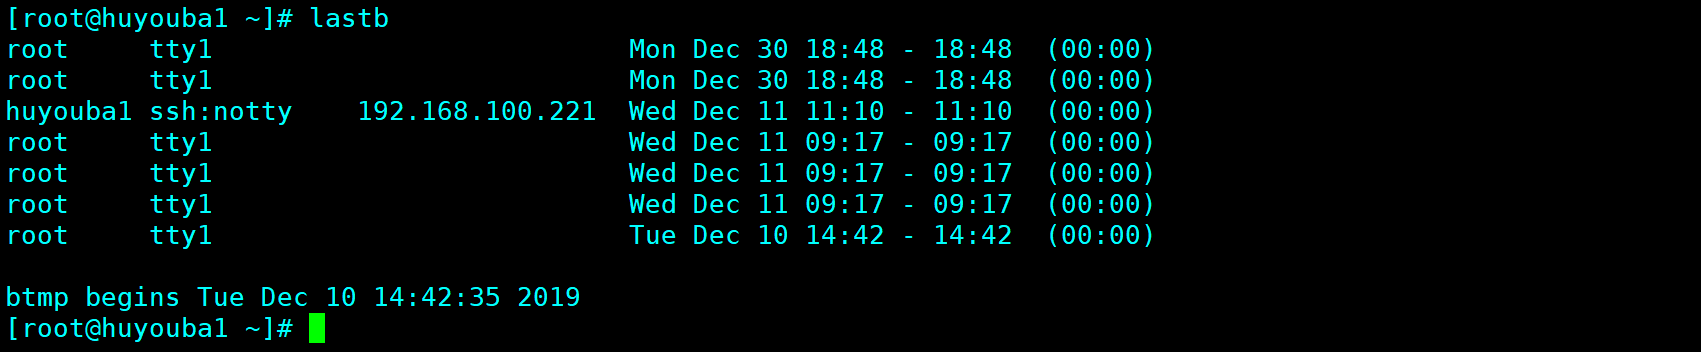 [root@huyouba1 ~]# lastb
root     tty1                          Mon Dec 30 18:48 - 18:48  (00:00)
root     tty1                          Mon Dec 30 18:48 - 18:48  (00:00)
huyouba1 ssh:notty    192.168.100.221  Wed Dec 11 11:10 - 11:10  (00:00)
root     tty1                          Wed Dec 11 09:17 - 09:17  (00:00)
root     tty1                          Wed Dec 11 09:17 - 09:17  (00:00)
root     tty1                          Wed Dec 11 09:17 - 09:17  (00:00)
root     tty1                          Tue Dec 10 14:42 - 14:42  (00:00)

btmp begins Tue Dec 10 14:42:35 2019
[root@huyouba1 ~]#